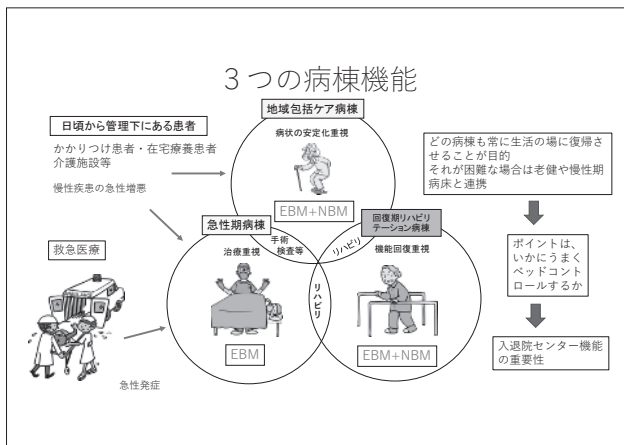 3つの病棟機能
地域包括ケア病棟
病状の安定化重視
EBM+NBM
日頃から管理下にある患者
かかりつけ患者・在宅療養患者
介護施設等
慢性疾患の急性増悪
救急医療
急性発症
急性期病棟
治療重視
EBM
手術
検査等
リハビリ
リハビリ
回復期リハビリ
テーション病棟
機能回復重視
EBM+NBM
どの病棟も常に生活の場に復帰さ
せることが目的
それが困難な場合は老健や慢性期
病床と連携
ポイントは、
いかにうまく
ベッドコント
ロールするか
入退院センター機能
の重要性